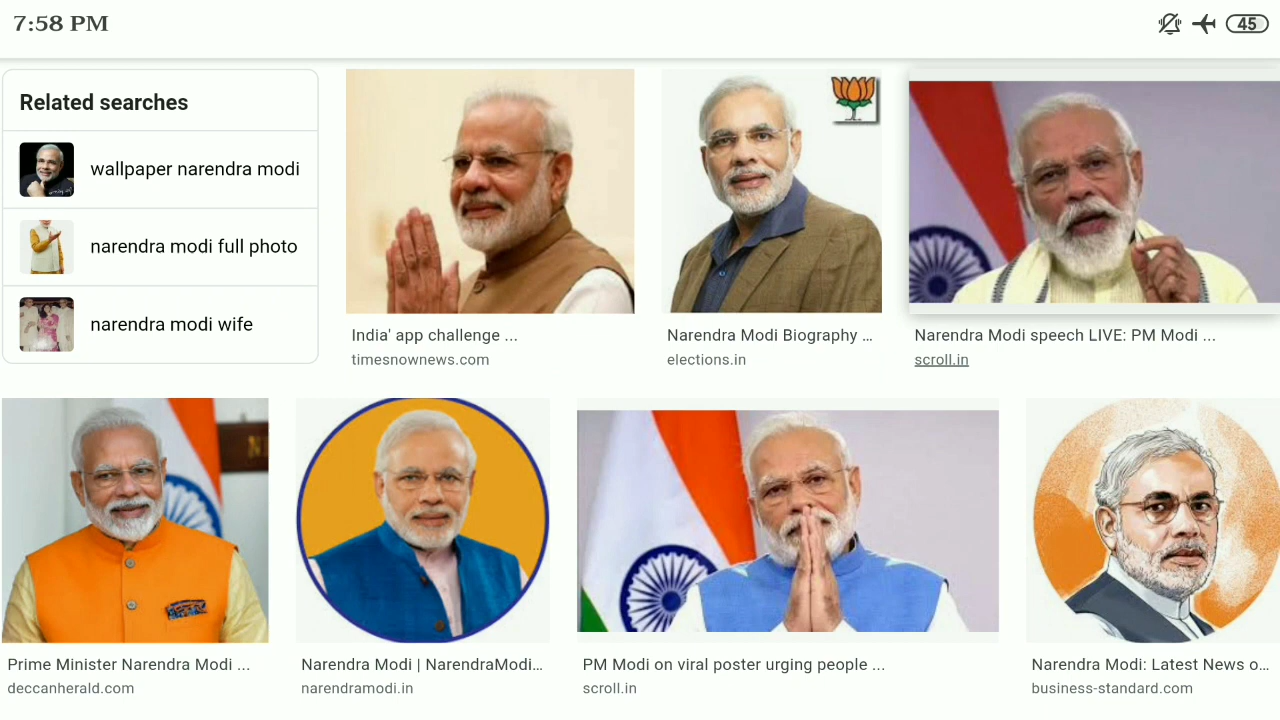 7:58 PM
45
Related searches
wallpaper narendra modi
narendra modi full photo
narendra modi wife
India' app challenge ...
timesnownews.com
Narendra Modi Biography ...
elections.in
Narendra Modi speech LIVE: PM Modi ...
scroll.in
Prime Minister Narendra Modi ...
deccanherald.com
Narendra Modi | NarendraModi...
narendramodi.in
PM Modi on viral poster urging people ...
scroll.in
Narendra Modi: Latest News o...
business-standard.com